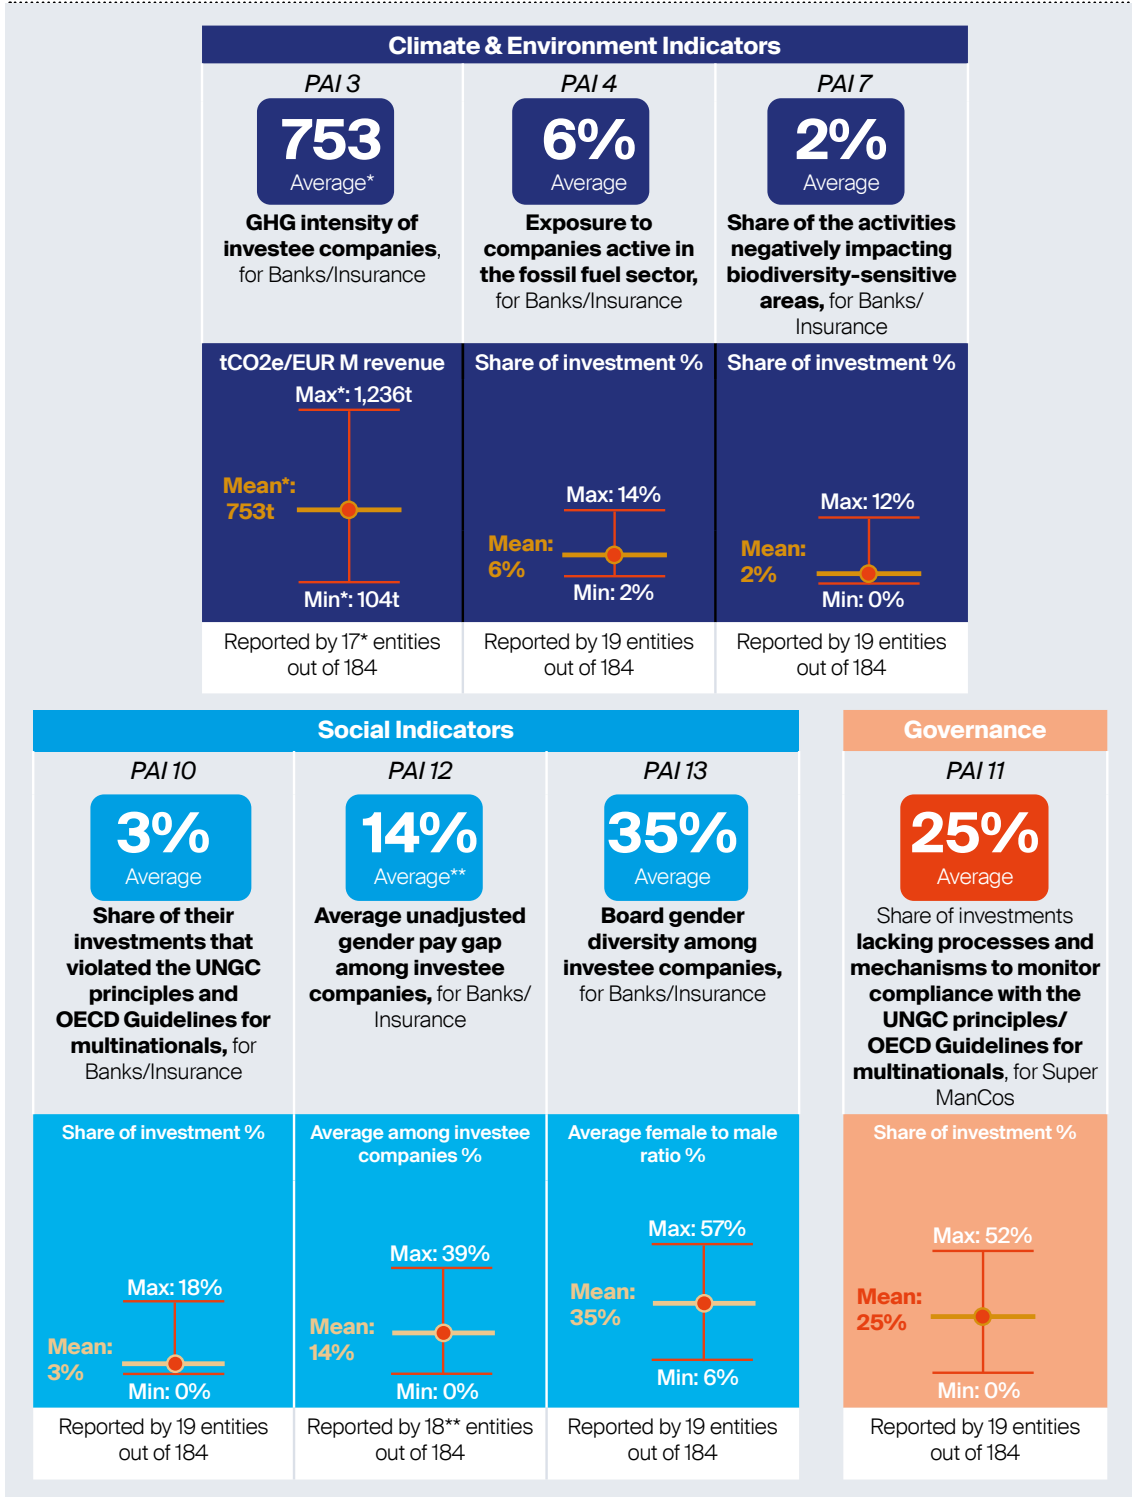 Climate & Environment Indicators
PAI 3
753
Average*
GHG intensity of
investee companies,
for Banks/Insurance
PAI 4
6%
Average
Exposure to
companies active in
the fossil fuel sector,
for Banks/Insurance
PAI 7
2%
Average
Share of the activities
negatively impacting
biodiversity-sensitive
areas, for Banks/
Insurance
tCO2e/EUR M revenue
Max*: 1,236t
Mean*:
753t
Min*: 104t
Share of investment %
Max: 14%
Mean:
6%
Min: 2%
Share of investment %
Max: 12%
Mean:
2%
Min: 0%
Reported by 17* entities
out of 184
Reported by 19 entities
out of 184
Reported by 19 entities
out of 184
Social Indicators
PAI 10
3%
Average
Share of their
investments that
violated the UNGC
principles and
OECD Guidelines for
multinationals, for
Banks/Insurance
PAI 12
14%
Average**
Average unadjusted
gender pay gap
among investee
companies, for Banks/
Insurance
PAI 13
35%
Average
Board gender
diversity among
investee companies,
for Banks/Insurance
Share of investment %
Max: 18%
Mean:
3%
Min: 0%
Average among investee
companies %
Max: 39%
Mean:
14%
Min: 0%
Average female to male
ratio %
Max: 57%
Mean:
35%
Min: 6%
Reported by 19 entities
out of 184
Reported by 18** entities
out of 184
Reported by 19 entities
out of 184
Governance
PAI 11
25%
Average
Share of investments
lacking processes and
mechanisms to monitor
compliance with the
UNGC principles/
OECD Guidelines for
multinationals, for Super
ManCos
Share of investment %
Max: 52%
Mean:
25%
Min: 0%
Reported by 19 entities
out of 184